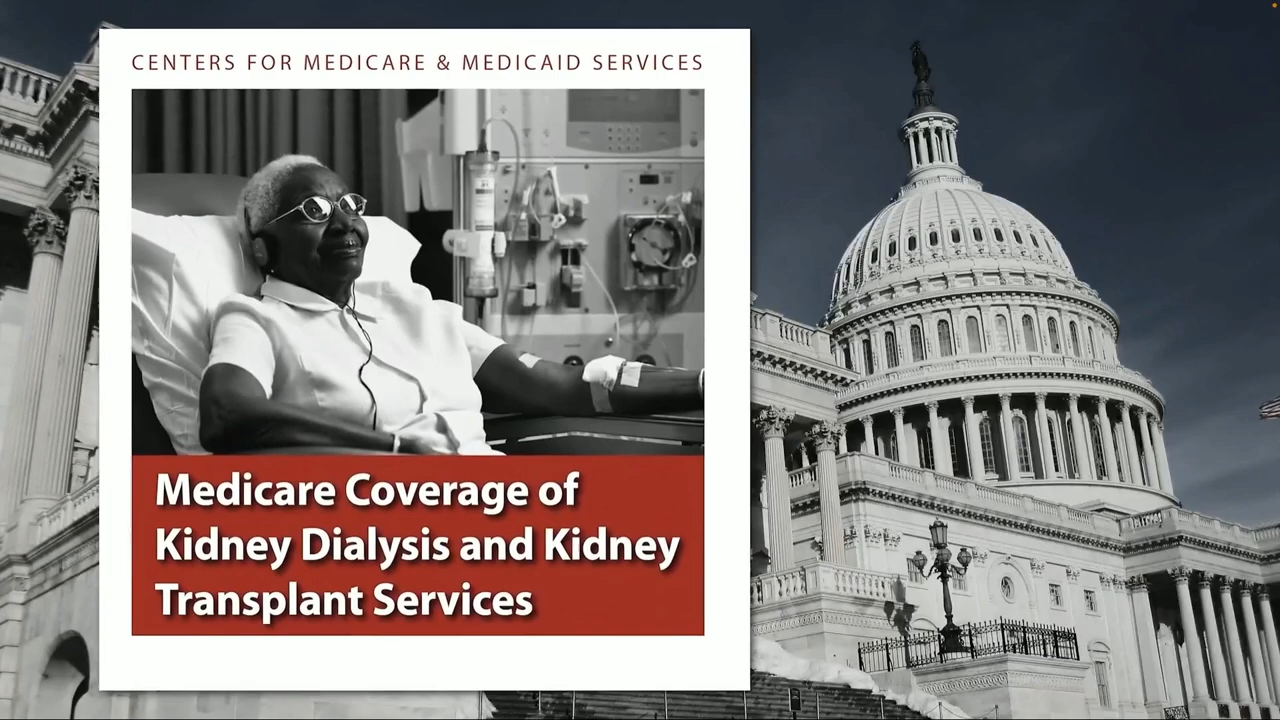 CENTERS FOR MEDICARE & MEDICAID SERVICES
Medicare Coverage of
Kidney Dialysis and Kidney
Transplant Services